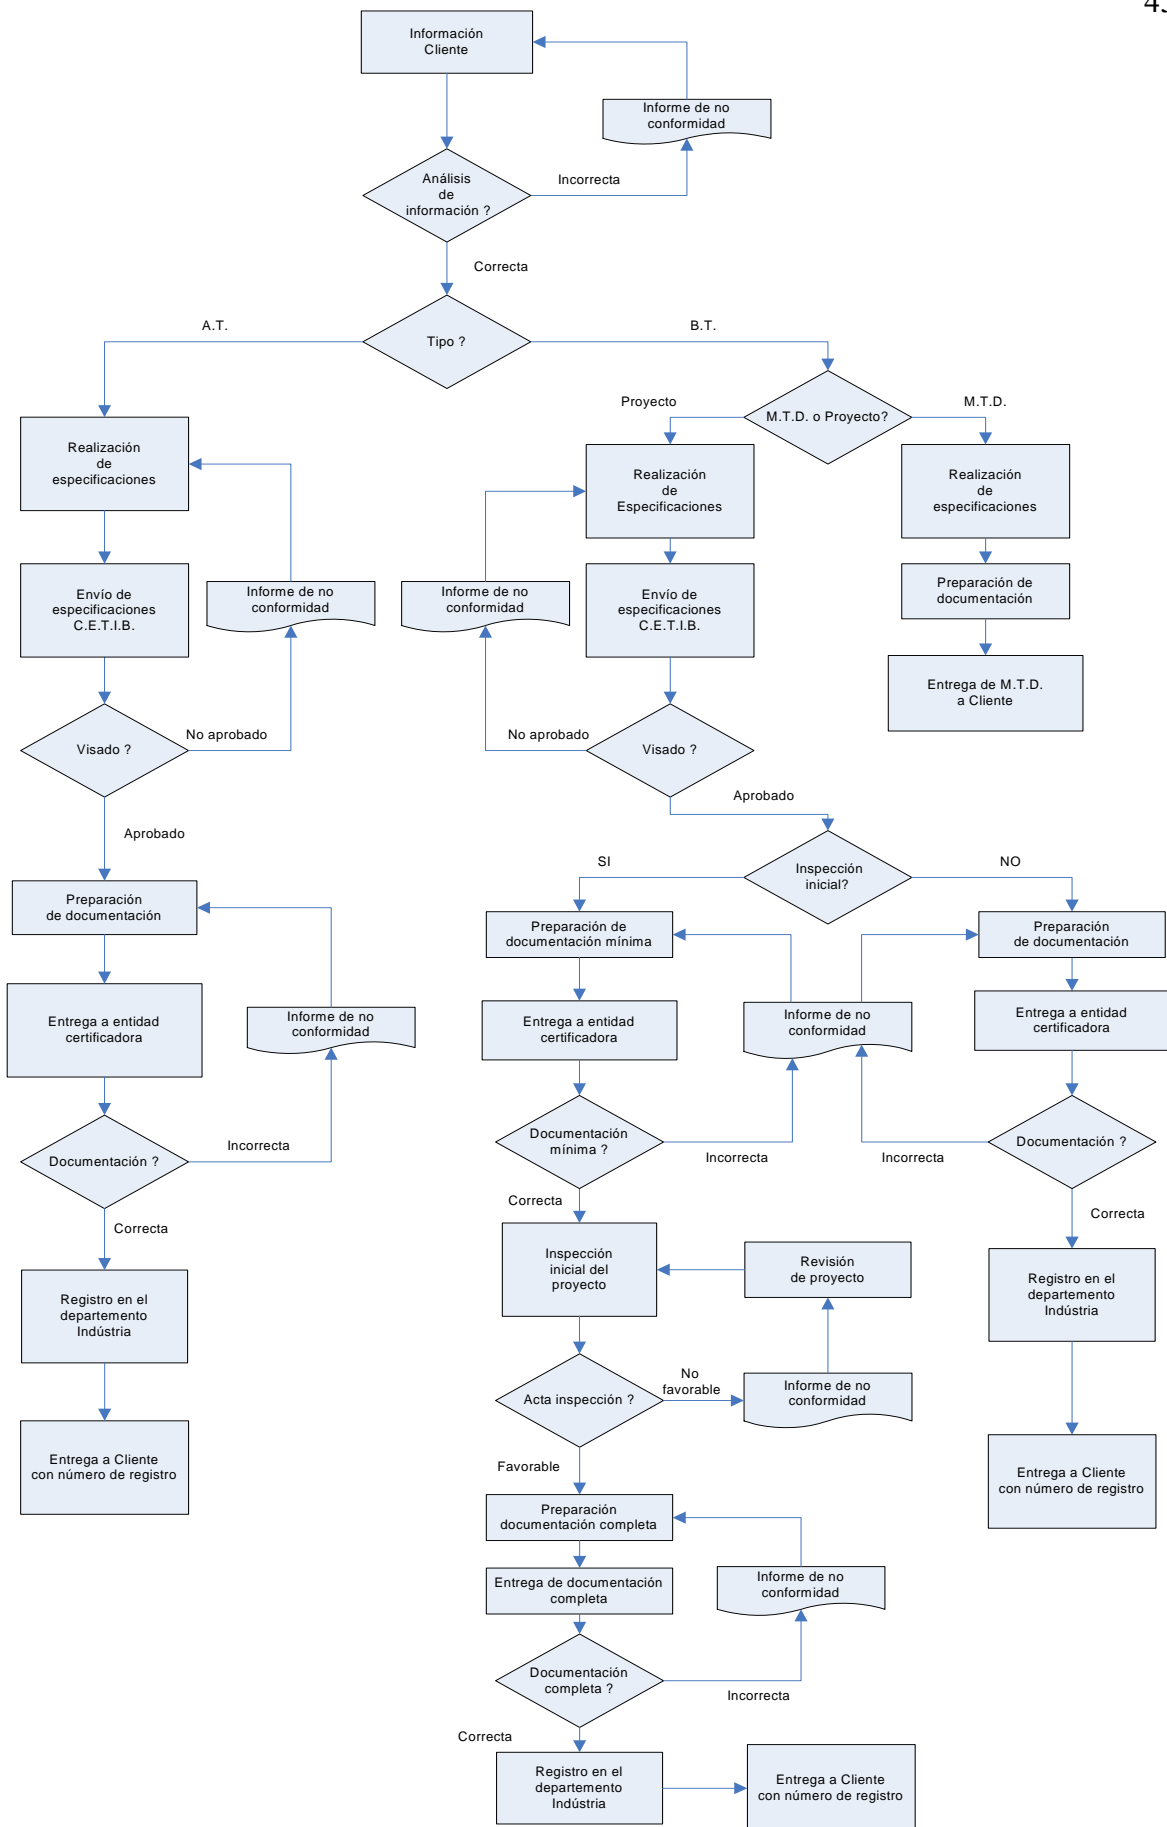 Información
Cliente
Informe de no
conformidad
Análisis
de
información ?
Incorrecta
Correcta
Tipo ?
A.T.
B.T.
M.T.D. o Proyecto?
Proyecto
M.T.D.
Realización
de
especificaciones
Realización
de
Especificaciones
Realización
de
especificaciones
Envío de
especificaciones
C.E.T.I.B.
Informe de no
conformidad
Informe de no
conformidad
Envío de
especificaciones
C.E.T.I.B.
Preparación de
documentación
Entrega de M.T.D.
a Cliente
Visado ?
No aprobado
No aprobado
Visado ?
Aprobado
Aprobado
Inspección
inicial?
SI
NO
Preparación
de documentación
Preparación de
documentación mínima
Preparación
de documentación
Entrega a entidad
certificadora
Informe de no
conformidad
Entrega a entidad
certificadora
Informe de no
conformidad
Entrega a entidad
certificadora
Documentación ?
Incorrecta
Documentación
mínima ?
Incorrecta
Incorrecta
Documentación ?
Correcta
Correcta
Correcta
Registro en el
departemento
Indústria
Inspección
inicial del
proyecto
Revisión
de proyecto
Registro en el
departemento
Indústria
Acta inspección ?
No
favorable
Informe de no
conformidad
Entrega a Cliente
con número de registro
Favorable
Entrega a Cliente
con número de registro
Preparación
documentación completa
Entrega de documentación
completa
Informe de no
conformidad
Documentación
completa ?
Incorrecta
Correcta
Registro en el
departemento
Indústria
Entrega a Cliente
con número de registro